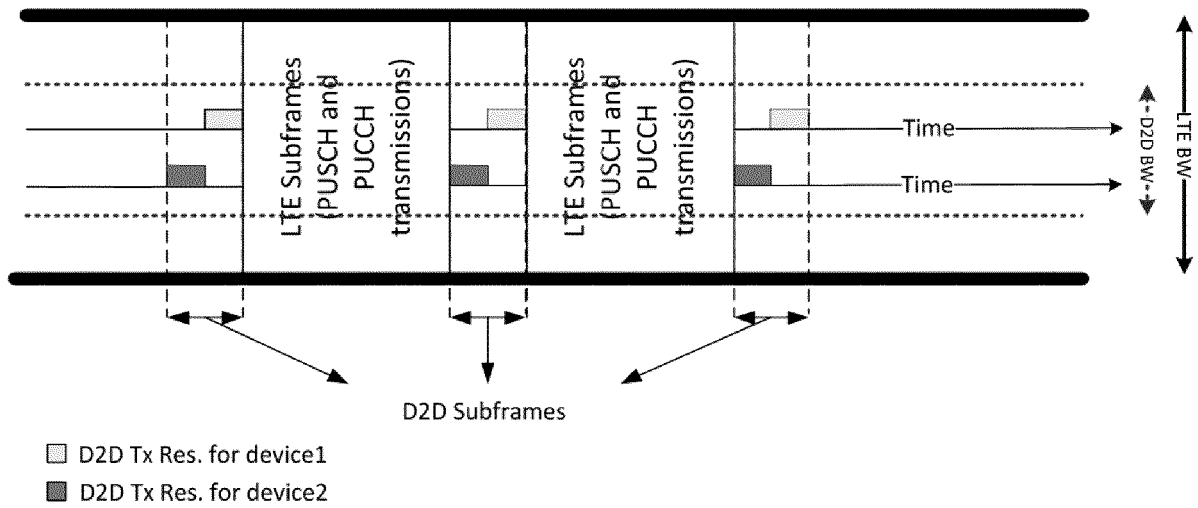 LTE Subframes
(PUSCH and
PUCCH
transmissions)
LTE Subframes
(PUSCH and
PUCCH
transmissions)
Time
Time
D2D BW
LTE BW
D2D Subframes
D2D Tx Res. for device1
D2D Tx Res. for device2